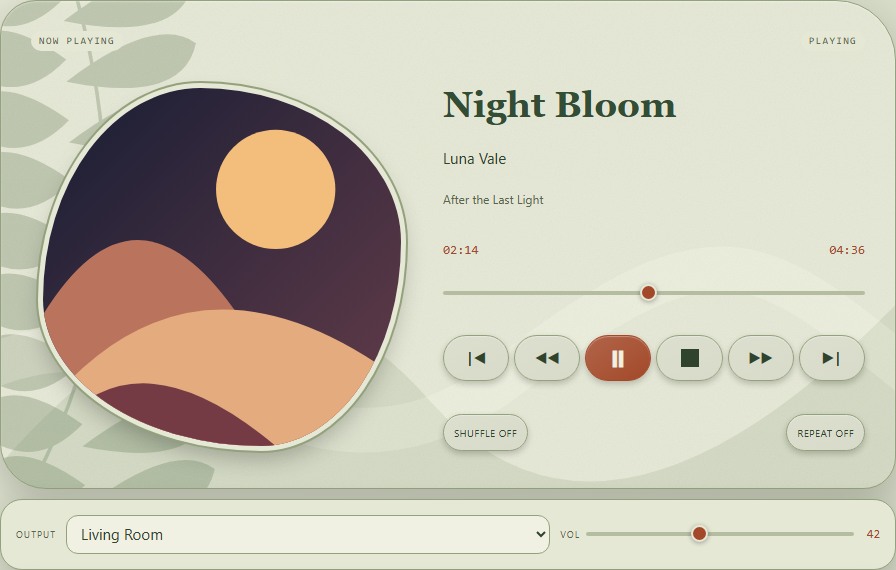 NOW PLAYING
PLAYING
Night Bloom
Luna Vale
After the Last Light
02:14
04:36
SHUFFLE OFF
REPEAT OFF
OUTPUT
Living Room
VOL
42